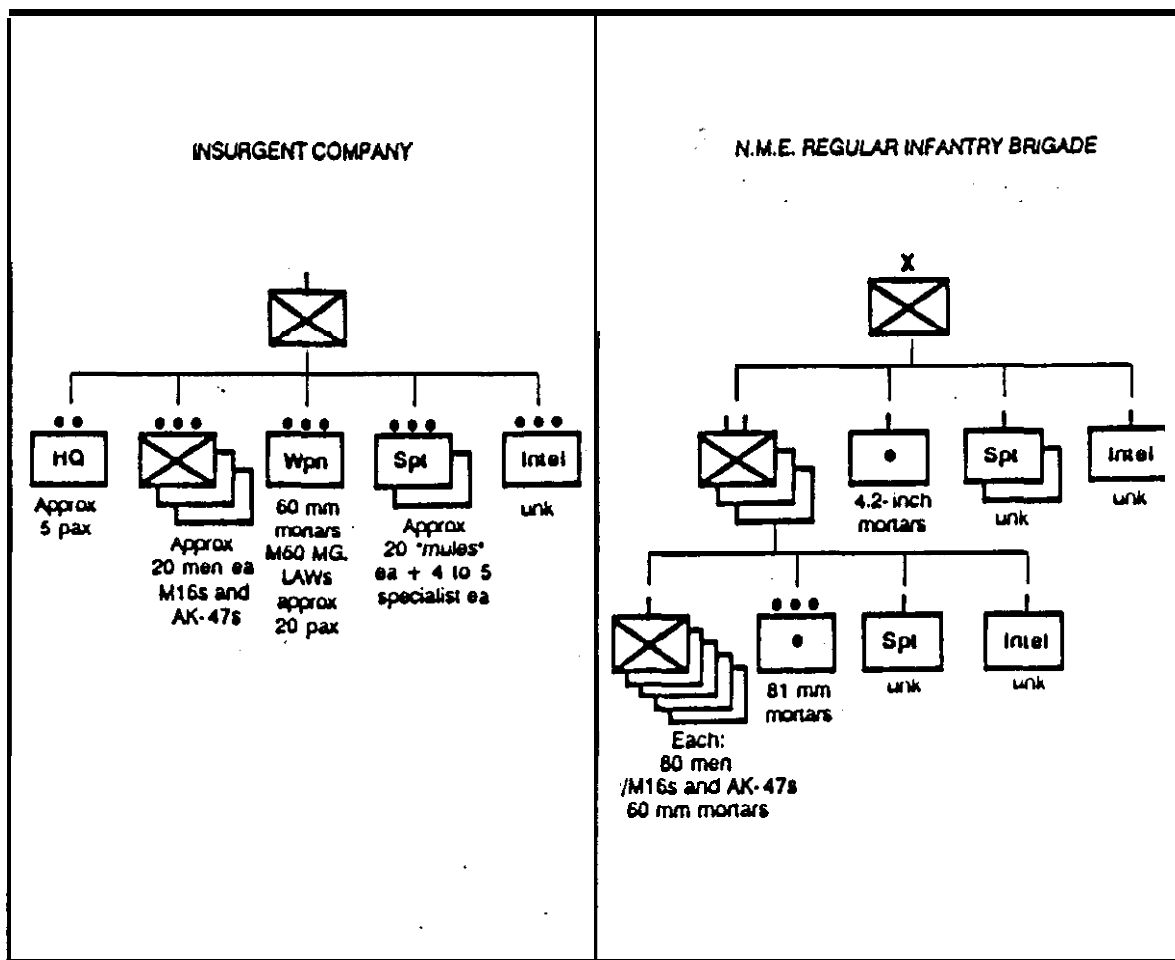 INSURGENT COMPANY
HQ
Approx
5 pax
Approx
20 men ea
M16s and
AK-47s
Wpn
60 mm
mortars
M60 MG.
LAWs
approx
20 pax
Spt
Approx
20 "mules"
ea + 4 to 5
specialist ea
Intel
unk
N.M.E. REGULAR INFANTRY BRIGADE
X
4.2-inch
mortars
Spt
unk
Intel
unk
Each:
80 men
/M16s and AK-47s
60 mm mortars
81 mm
mortars
Spt
unk
Intel
unk